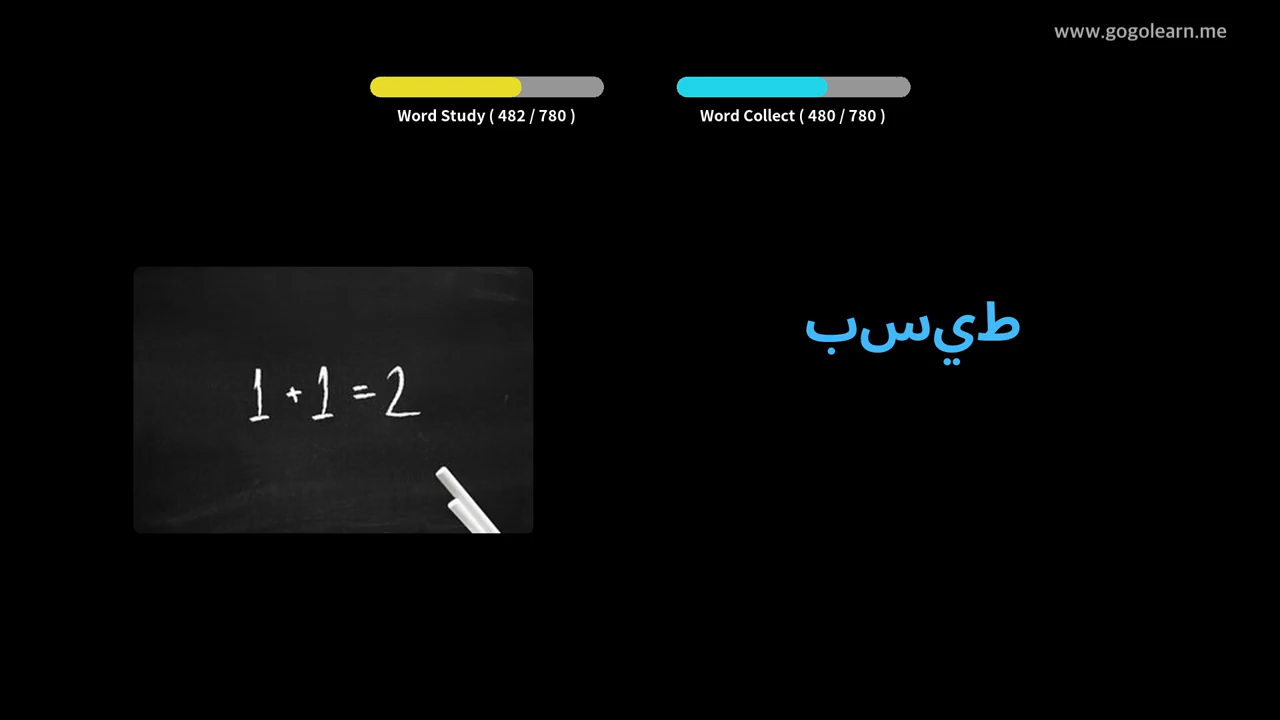 www.gogolearn.me
Word Study ( 482 / 780 )
Word Collect ( 480 / 780 )
1 + 1 = 2
بسيط